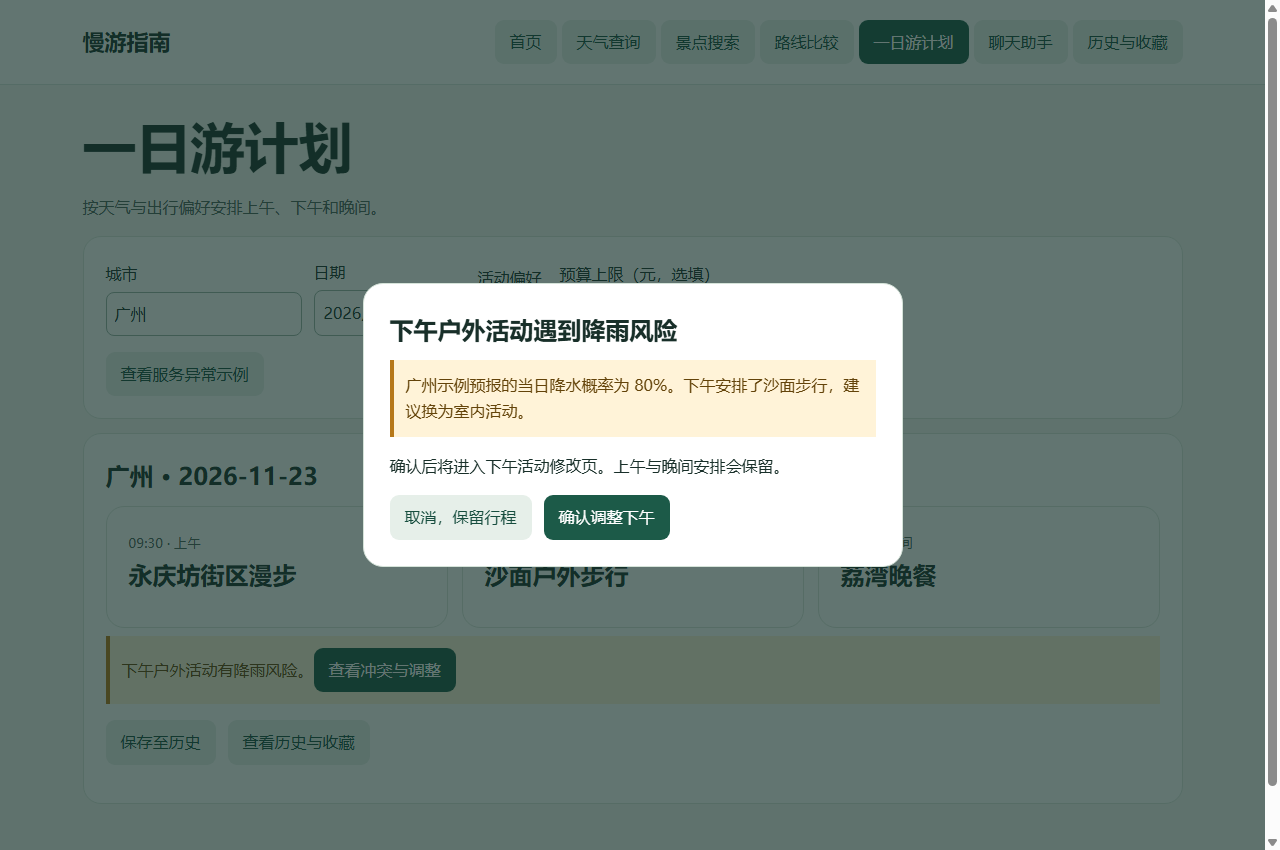 慢游指南
首页
天气查询
景点搜索
路线比较
一日游计划
聊天助手
历史与收藏
一日游计划
按天气与出行偏好安排上午、下午和晚间。
城市
日期
活动偏好
预算上限（元，选填）
广州
2026
查看服务异常示例
下午户外活动遇到降雨风险
广州示例预报的当日降水概率为 80%。下午安排了沙面步行，建
议换为室内活动。
确认后将进入下午活动修改页。上午与晚间安排会保留。
取消，保留行程
确认调整下午
广州 • 2026-11-23
09:30 · 上午
间
永庆坊街区漫步
沙面户外步行
荔湾晚餐
下午户外活动有降雨风险。
查看冲突与调整
保存至历史
查看历史与收藏